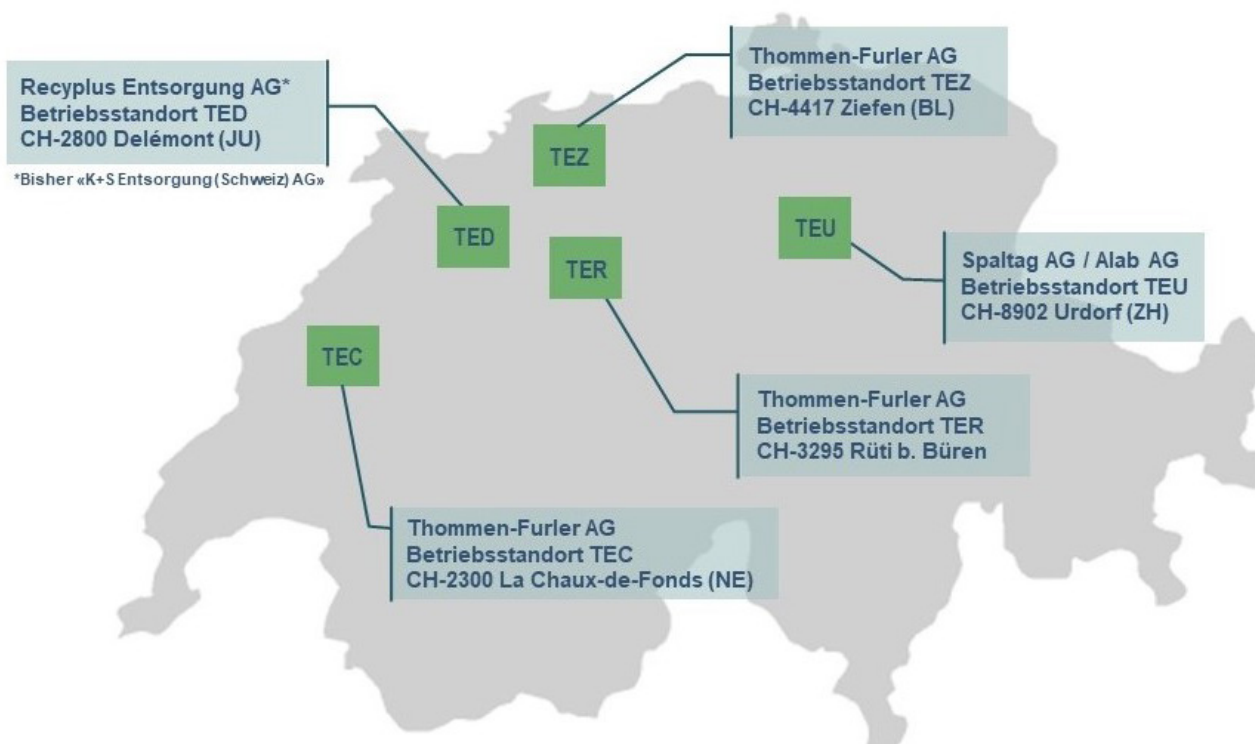 Recyplus Entsorgung AG*
Betriebsstandort TED
CH-2800 Delémont (JU)
*Bisher «K+S Entsorgung (Schweiz) AG»
Thommen-Furler AG
Betriebsstandort TEZ
CH-4417 Ziefen (BL)
TEZ
TED
TER
TEU
Spaltag AG / Alab AG
Betriebsstandort TEU
CH-8902 Urdorf (ZH)
TEC
Thommen-Furler AG
Betriebsstandort TER
CH-3295 Rüti b. Büren
Thommen-Furler AG
Betriebsstandort TEC
CH-2300 La Chaux-de-Fonds (NE)